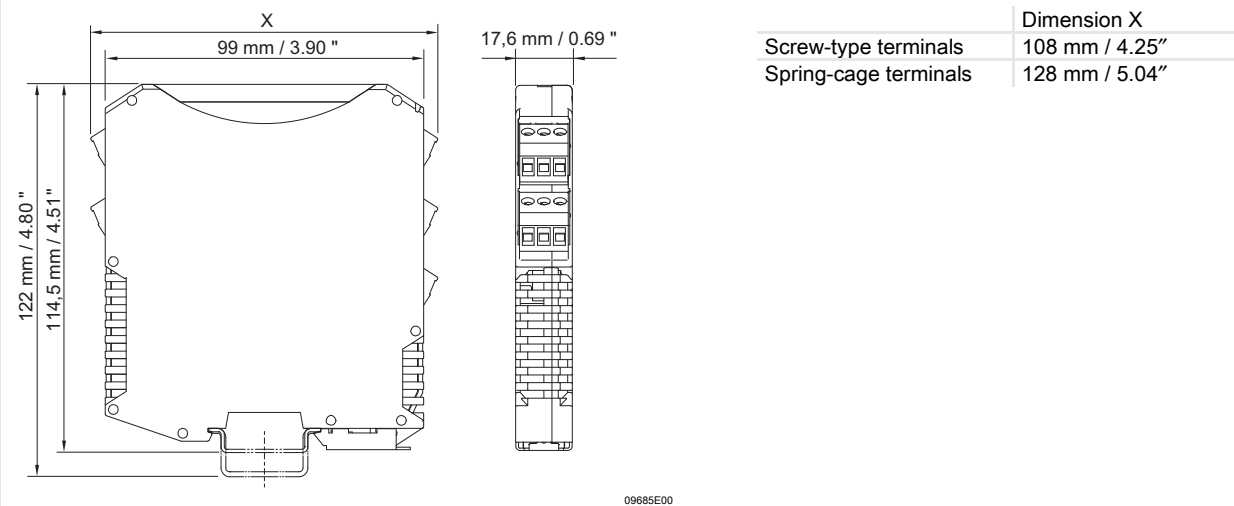 X
99 mm / 3.90 "
17,6 mm / 0.69 "
122 mm / 4.80 "
114,5 mm / 4.51"
Dimension X
Screw-type terminals 108 mm / 4.25″
Spring-cage terminals 128 mm / 5.04″
09685E00